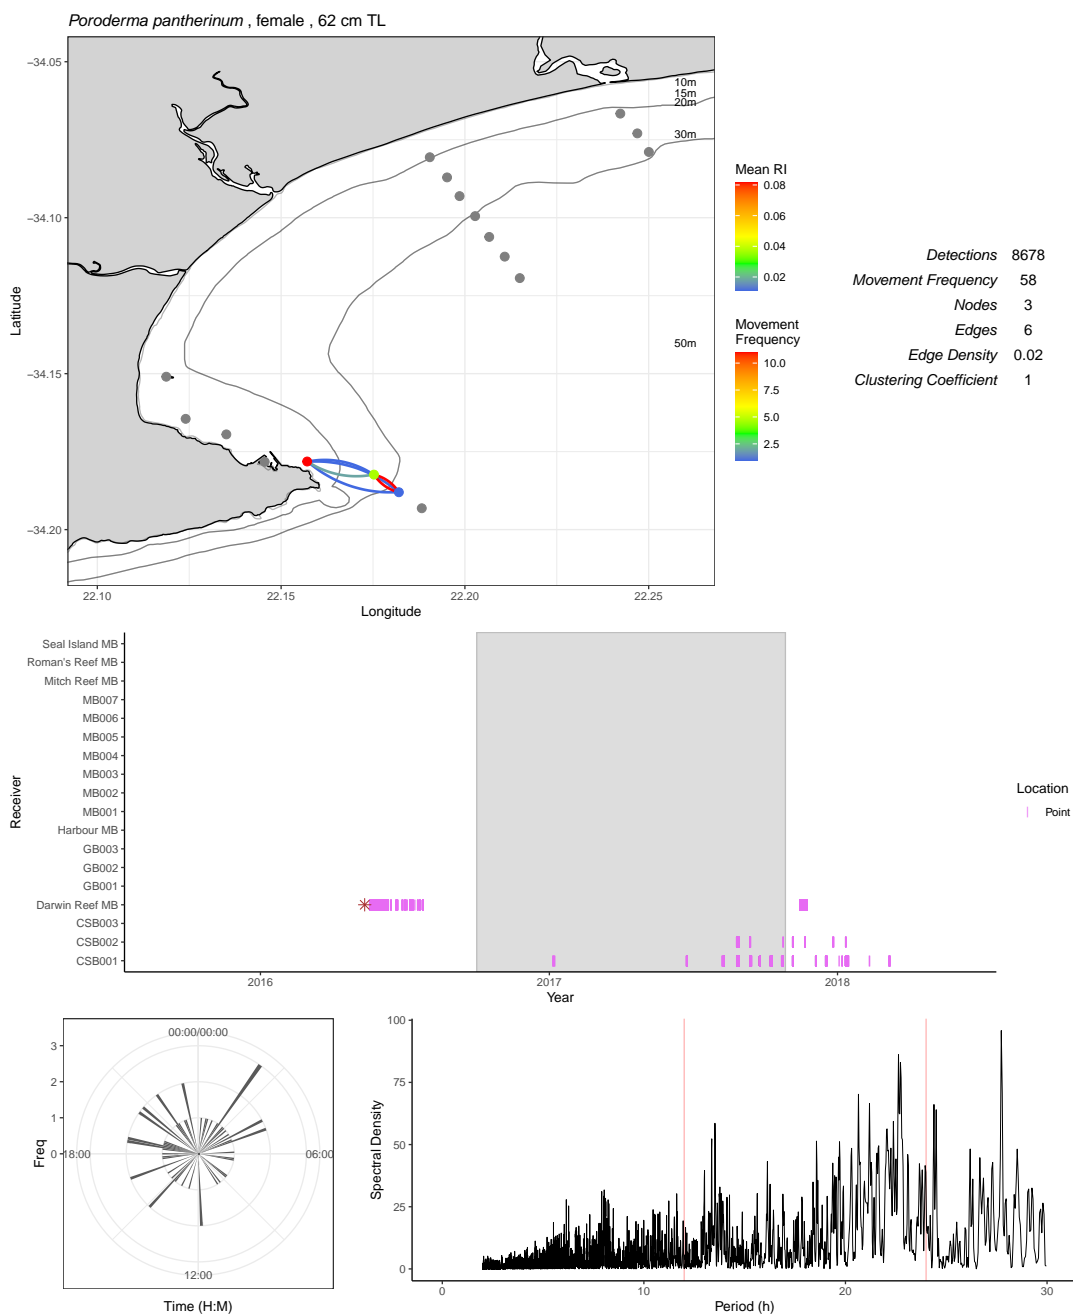 Poroderma pantherinum , female , 62 cm TL
−34.05
−34.10
−34.15
−34.20
Latitude
10m
15m
20m
30m
50m
22.10
22.15
22.20
22.25
Longitude
Mean RI
0.08
0.06
0.04
0.02
Movement
Frequency
10.0
7.5
5.0
2.5
Detections 8678
Movement Frequency 58
Nodes 3
Edges 6
Edge Density 0.02
Clustering Coefficient 1
Seal Island MB
Roman's Reef MB
Mitch Reef MB
MB007
MB006
MB005
MB004
MB003
MB002
MB001
Harbour MB
GB003
GB002
GB001
Darwin Reef MB
CSB003
CSB002
CSB001
Receiver
2016
2017
2018
Year
Location
Point
00:00/00:00
06:00
12:00
18:00
3
2
1
0
Freq
Time (H:M)
100
75
50
25
0
Spectral Density
0
10
20
30
Period (h)